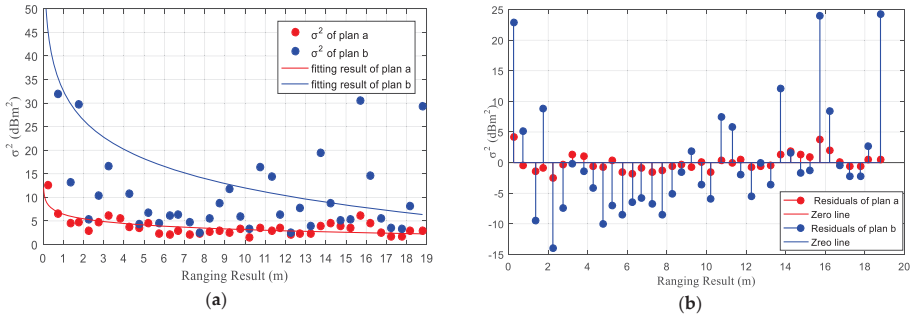 50
45
40
35
30
25
20
15
10
5
0
0 1 2 3 4 5 6 7 8 9 10 11 12 13 14 15 16 17 18 19
σ² (dBm²)
Ranging Result (m)
σ² of plan a
σ² of plan b
fitting result of plan a
fitting result of plan b
(a)
25
20
15
10
5
0
-5
-10
-15
0 2 4 6 8 10 12 14 16 18 20
σ² (dBm²)
Ranging Result (m)
Residuals of plan a
Zero line
Residuals of plan b
Zreo line
(b)